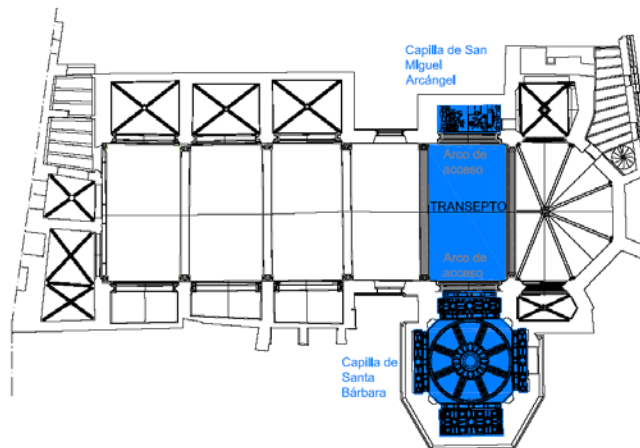 Capilla de San
MIguel
Arcángel
Arco de
acceso
TRANSEPTO
Arco de
acceso
Capilla de
Santa
Bárbara